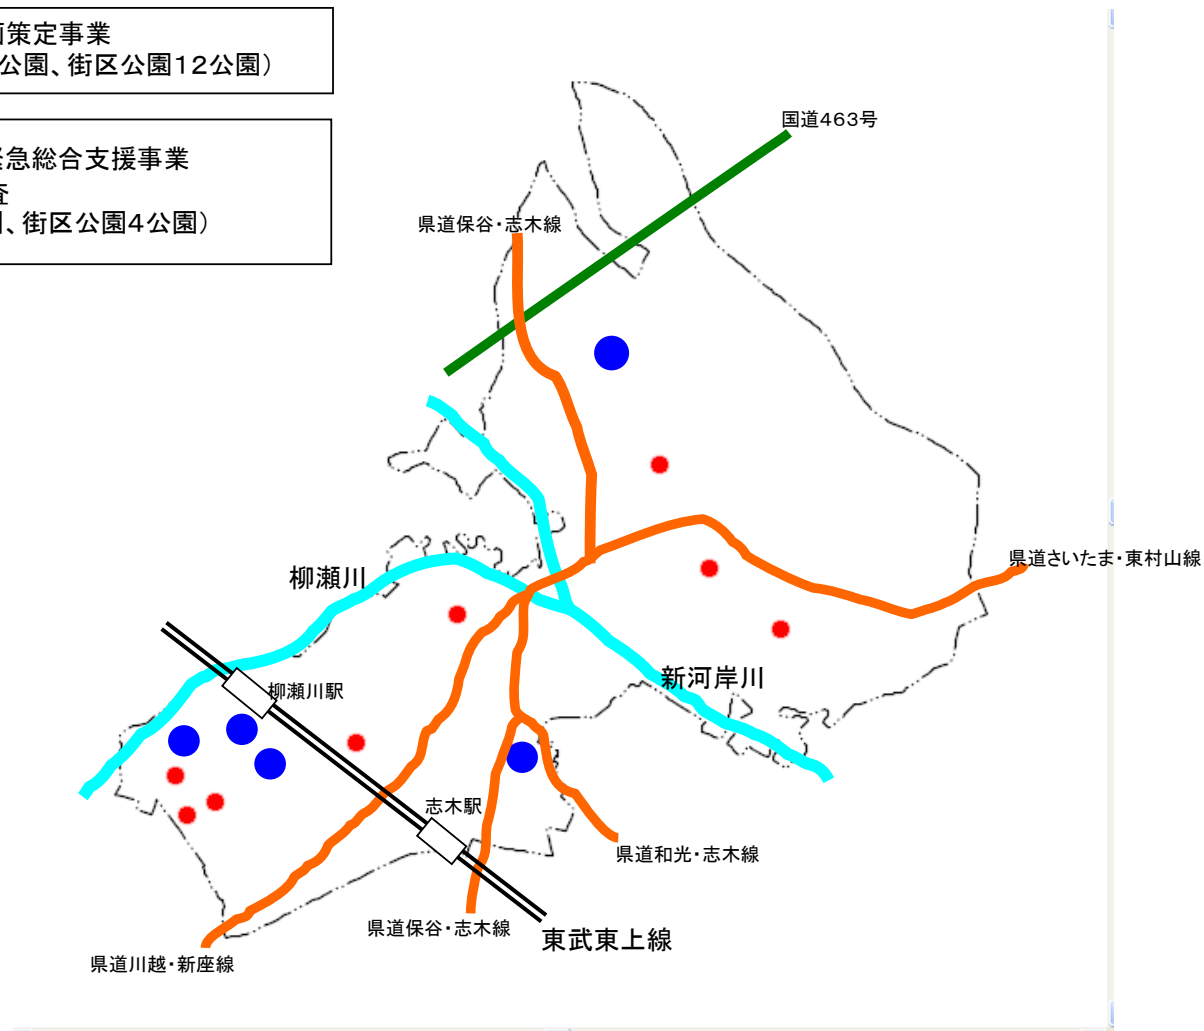 画策定事業
公園、街区公園12公園）
緊急総合支援事業
査
園、街区公園4公園）
国道463号
県道保谷・志木線
県道さいたま・東村山線
柳瀬川
新河岸川
柳瀬川駅
志木駅
県道和光・志木線
県道保谷・志木線
東武東上線
県道川越・新座線